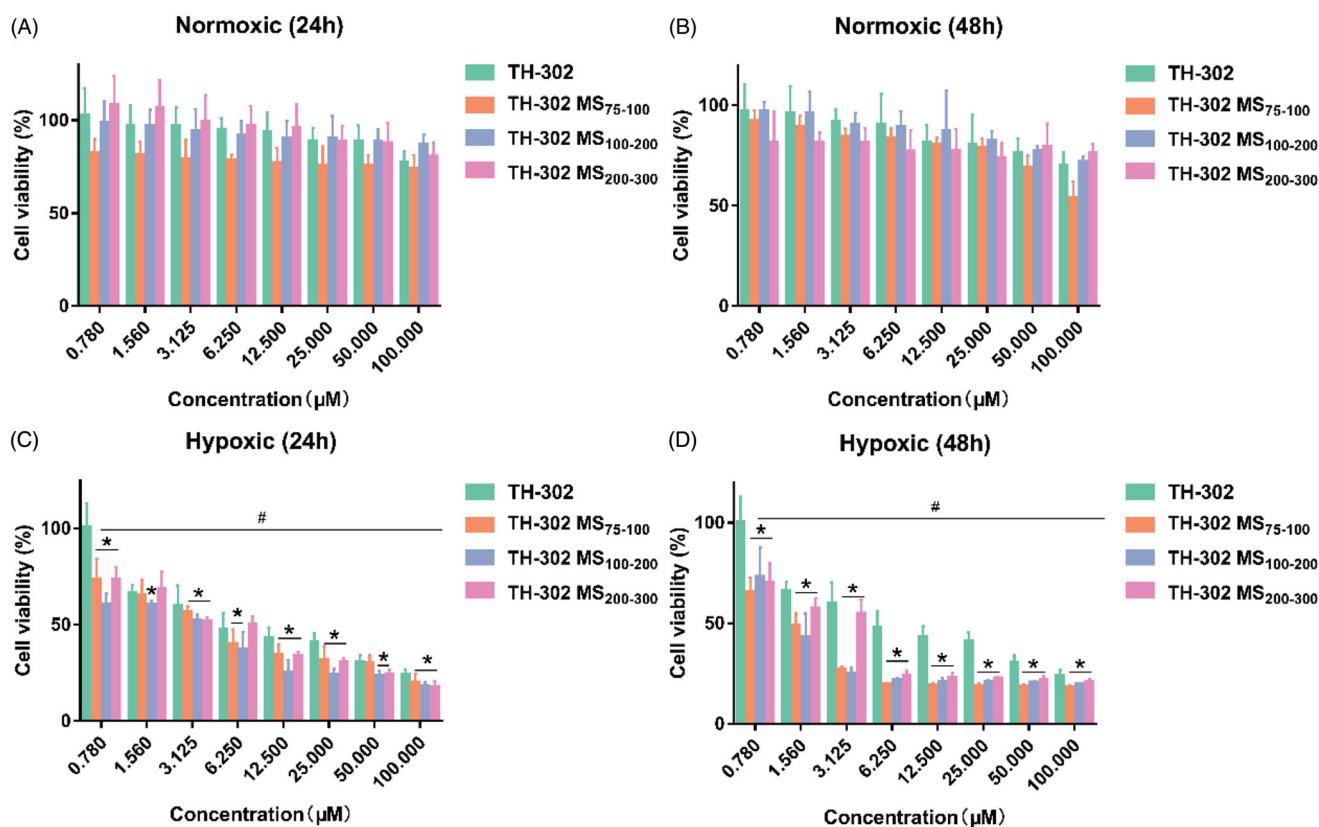 (A)
Normoxic (24h)
Cell viability (%)
100
50
0
0.780
1.560
3.125
6.250
12.500
25.000
50.000
100.000
Concentration (μM)
TH-302
TH-302 MS75-100
TH-302 MS100-200
TH-302 MS200-300
(B)
Normoxic (48h)
Cell viability (%)
100
50
0
0.780
1.560
3.125
6.250
12.500
25.000
50.000
100.000
Concentration (μM)
TH-302
TH-302 MS75-100
TH-302 MS100-200
TH-302 MS200-300
(C)
Hypoxic (24h)
Cell viability (%)
100
50
0
#
*
*
*
*
*
*
*
*
0.780
1.560
3.125
6.250
12.500
25.000
50.000
100.000
Concentration (μM)
TH-302
TH-302 MS75-100
TH-302 MS100-200
TH-302 MS200-300
(D)
Hypoxic (48h)
Cell viability (%)
100
50
0
#
*
*
*
*
*
*
*
*
0.780
1.560
3.125
6.250
12.500
25.000
50.000
100.000
Concentration (μM)
TH-302
TH-302 MS75-100
TH-302 MS100-200
TH-302 MS200-300